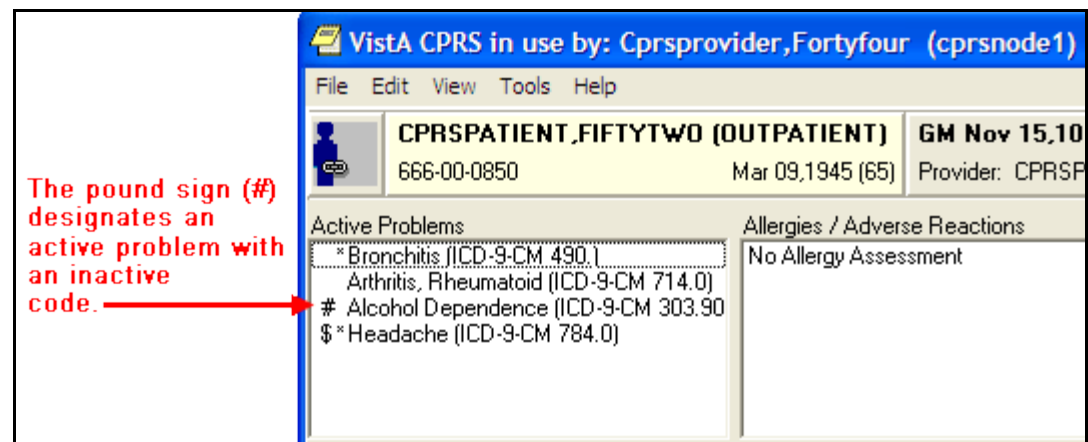 VistA CPRS in use by: Cprsprovider,Fortyfour (cprsnode1)
File Edit View Tools Help
CPRSPATIENT,FIFTYTWO (OUTPATIENT)
666-00-0850 Mar 09,1945 (65)
GM Nov 15,10
Provider: CPRSP
The pound sign (#)
designates an
active problem with
an inactive
code.
Active Problems
*Bronchitis (ICD-9-CM 490.)
Arthritis, Rheumatoid (ICD-9-CM 714.0)
# Alcohol Dependence (ICD-9-CM 303.90
$*Headache (ICD-9-CM 784.0)
Allergies / Adverse Reactions
No Allergy Assessment